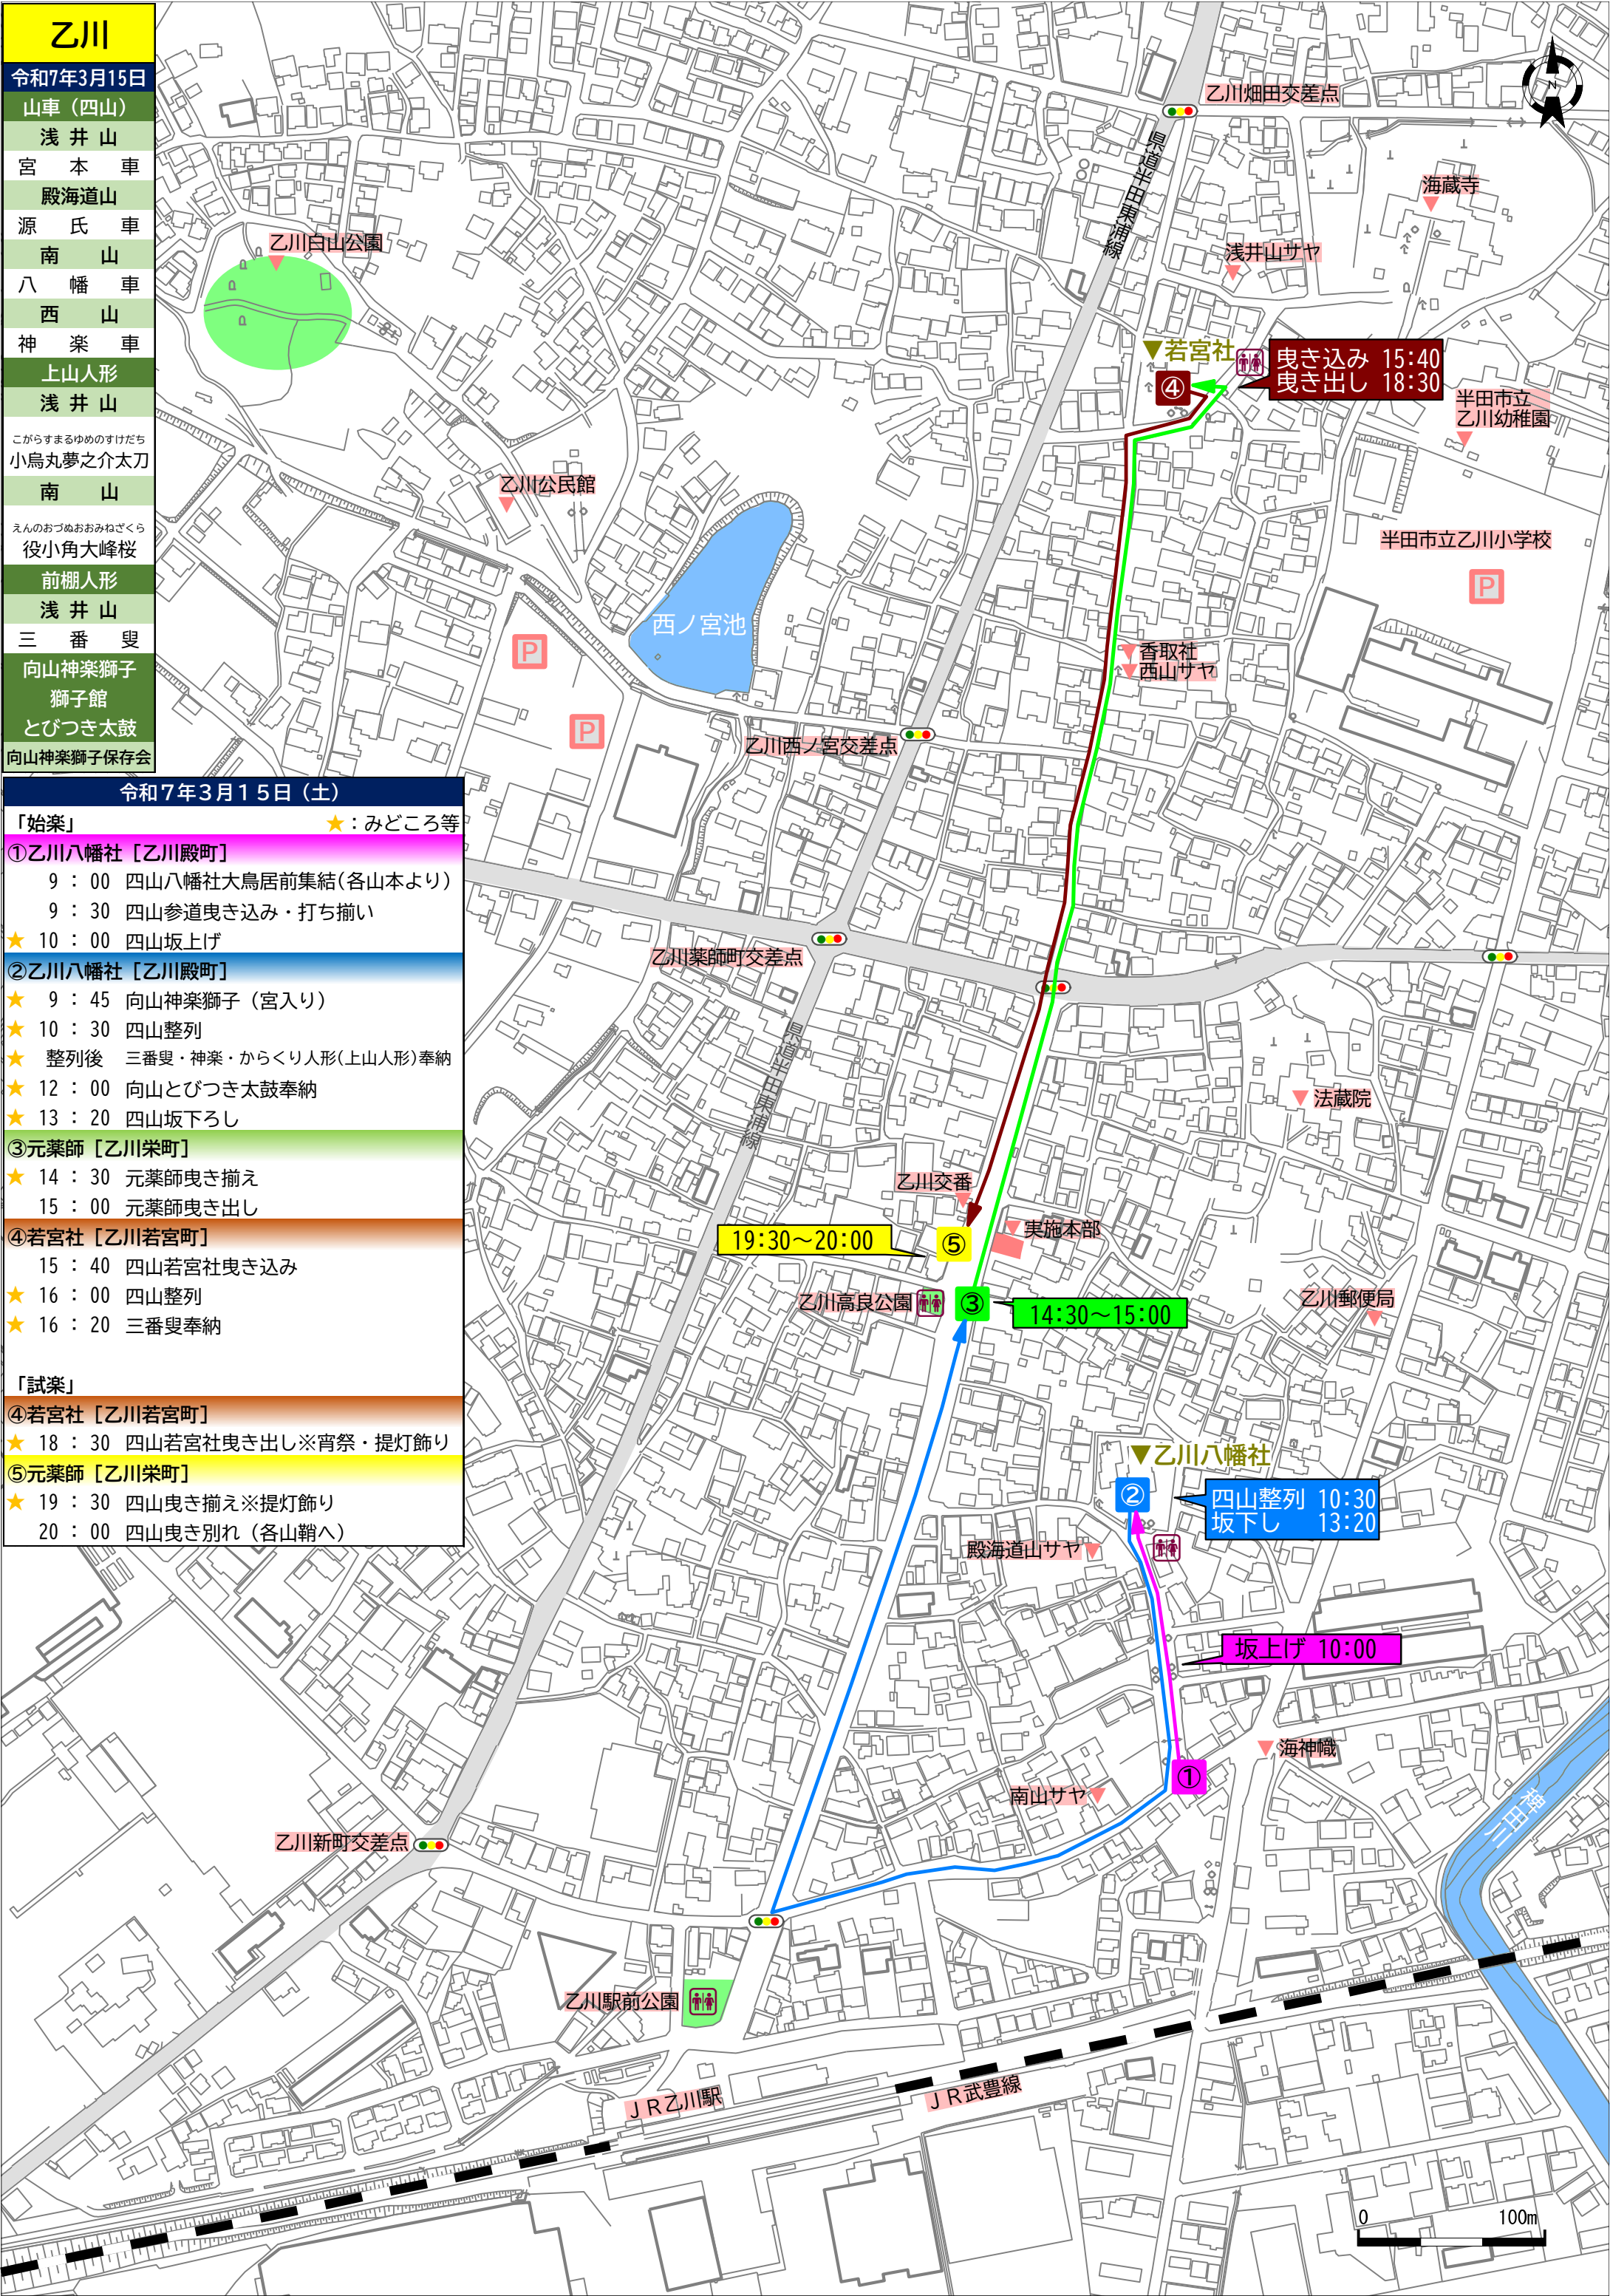 乙川
令和7年3月15日
山車（四山）
浅井山
宮本車
殿海道山
源氏車
南山
八幡車
西山
神楽車
上山人形
浅井山
こがらすまるゆめのすけだち
小烏丸夢之介太刀
南山
えんのおづぬおおみねざくら
役小角大峰桜
前棚人形
浅井山
三番叟
向山神楽獅子
獅子館
とびつき太鼓
向山神楽獅子保存会
令和７年３月１５日（土）
「始楽」 ★：みどころ等
①乙川八幡社［乙川殿町］
9：00 四山八幡社大鳥居前集結(各山本より)
9：30 四山参道曳き込み・打ち揃い
★ 10：00 四山坂上げ
②乙川八幡社［乙川殿町］
★ 9：45 向山神楽獅子（宮入り）
★ 10：30 四山整列
★ 整列後 三番叟・神楽・からくり人形(上山人形)奉納
★ 12：00 向山とびつき太鼓奉納
★ 13：20 四山坂下ろし
③元薬師［乙川栄町］
★ 14：30 元薬師曳き揃え
15：00 元薬師曳き出し
④若宮社［乙川若宮町］
15：40 四山若宮社曳き込み
★ 16：00 四山整列
★ 16：20 三番叟奉納
「試楽」
④若宮社［乙川若宮町］
★ 18：30 四山若宮社曳き出し※宵祭・提灯飾り
⑤元薬師［乙川栄町］
★ 19：30 四山曳き揃え※提灯飾り
20：00 四山曳き別れ（各山鞘へ）
乙川畑田交差点
N
県道半田東浦線
海蔵寺
乙川白山公園
浅井山サヤ
▼若宮社
④
曳き込み 15:40
曳き出し 18:30
半田市立
乙川幼稚園
乙川公民館
半田市立乙川小学校
P
西ノ宮池
P
香取社
西山サヤ
P
乙川西ノ宮交差点
乙川薬師町交差点
県道半田東浦線
法蔵院
乙川交番
実施本部
19:30～20:00
⑤
乙川高良公園
③
14:30～15:00
乙川郵便局
▼乙川八幡社
②
四山整列 10:30
坂下し 13:20
殿海道山サヤ
坂上げ 10:00
海神幟
①
南山サヤ
稗田川
乙川新町交差点
乙川駅前公園
ＪＲ乙川駅
ＪＲ武豊線
0 100m